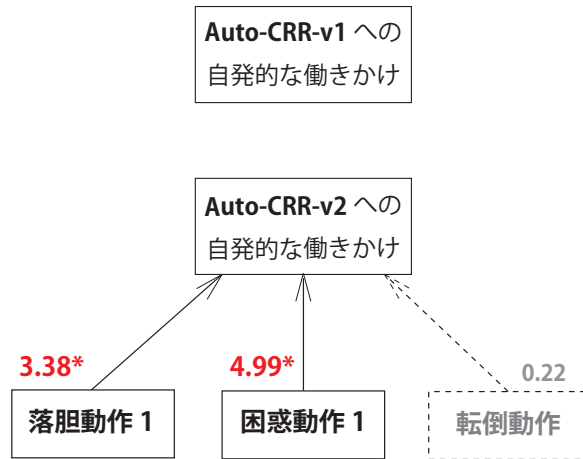 Auto-CRR-v1 への
自発的な働きかけ
Auto-CRR-v2 への
自発的な働きかけ
3.38*
4.99*
0.22
落胆動作 1
困惑動作 1
転倒動作